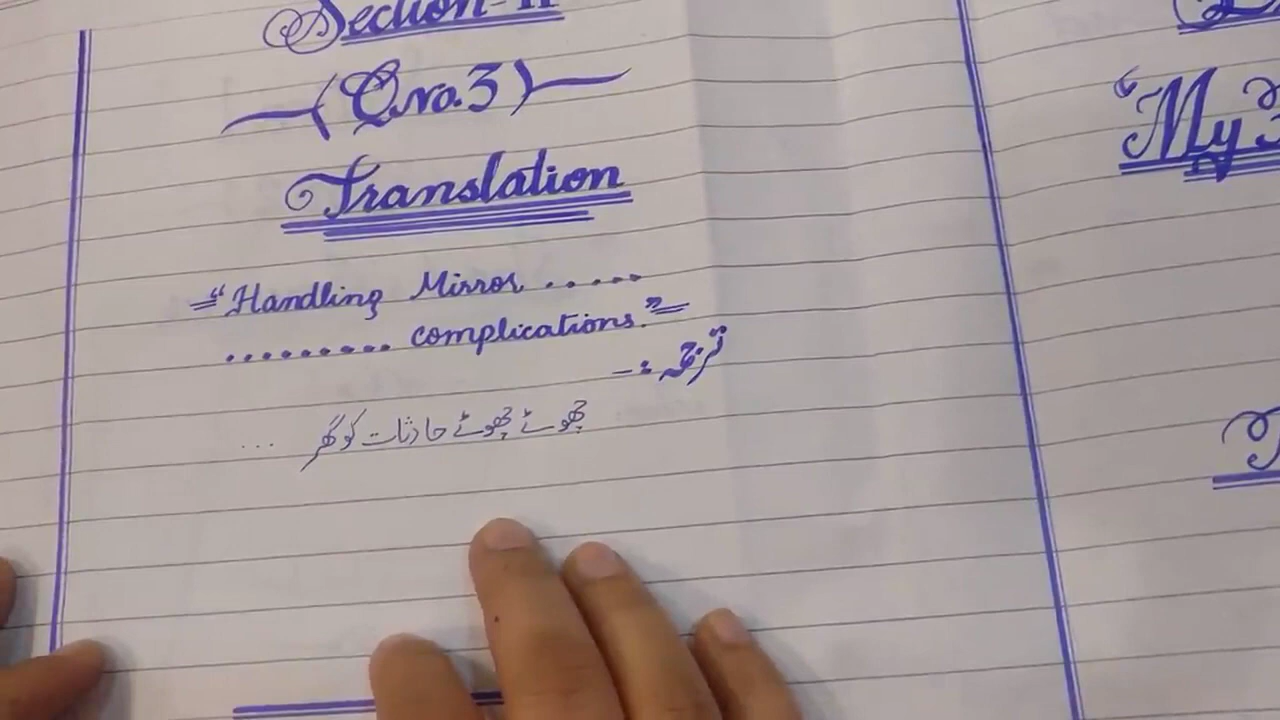 Section-II
(Q.no.3)
Translation
"Handling Mirror .....
......... complications."
ترجمہ :-
چھوٹے چھوٹے حادثات کو گھر ...
"My